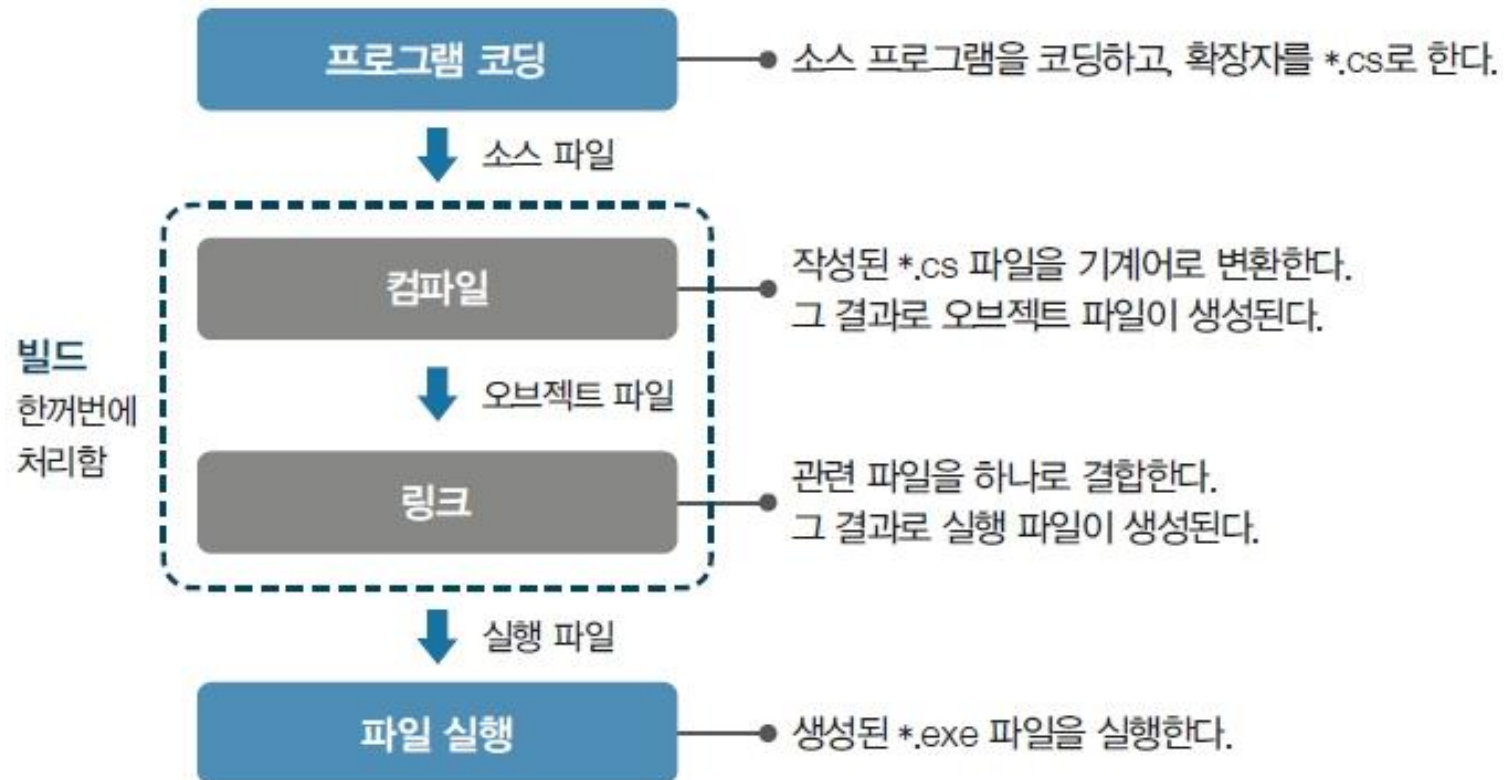 프로그램 코딩
소스 프로그램을 코딩하고, 확장자를 *.cs로 한다.
소스 파일
컴파일
작성된 *.cs 파일을 기계어로 변환한다.
그 결과로 오브젝트 파일이 생성된다.
빌드
한꺼번에
처리함
오브젝트 파일
링크
관련 파일을 하나로 결합한다.
그 결과로 실행 파일이 생성된다.
실행 파일
파일 실행
생성된 *.exe 파일을 실행한다.